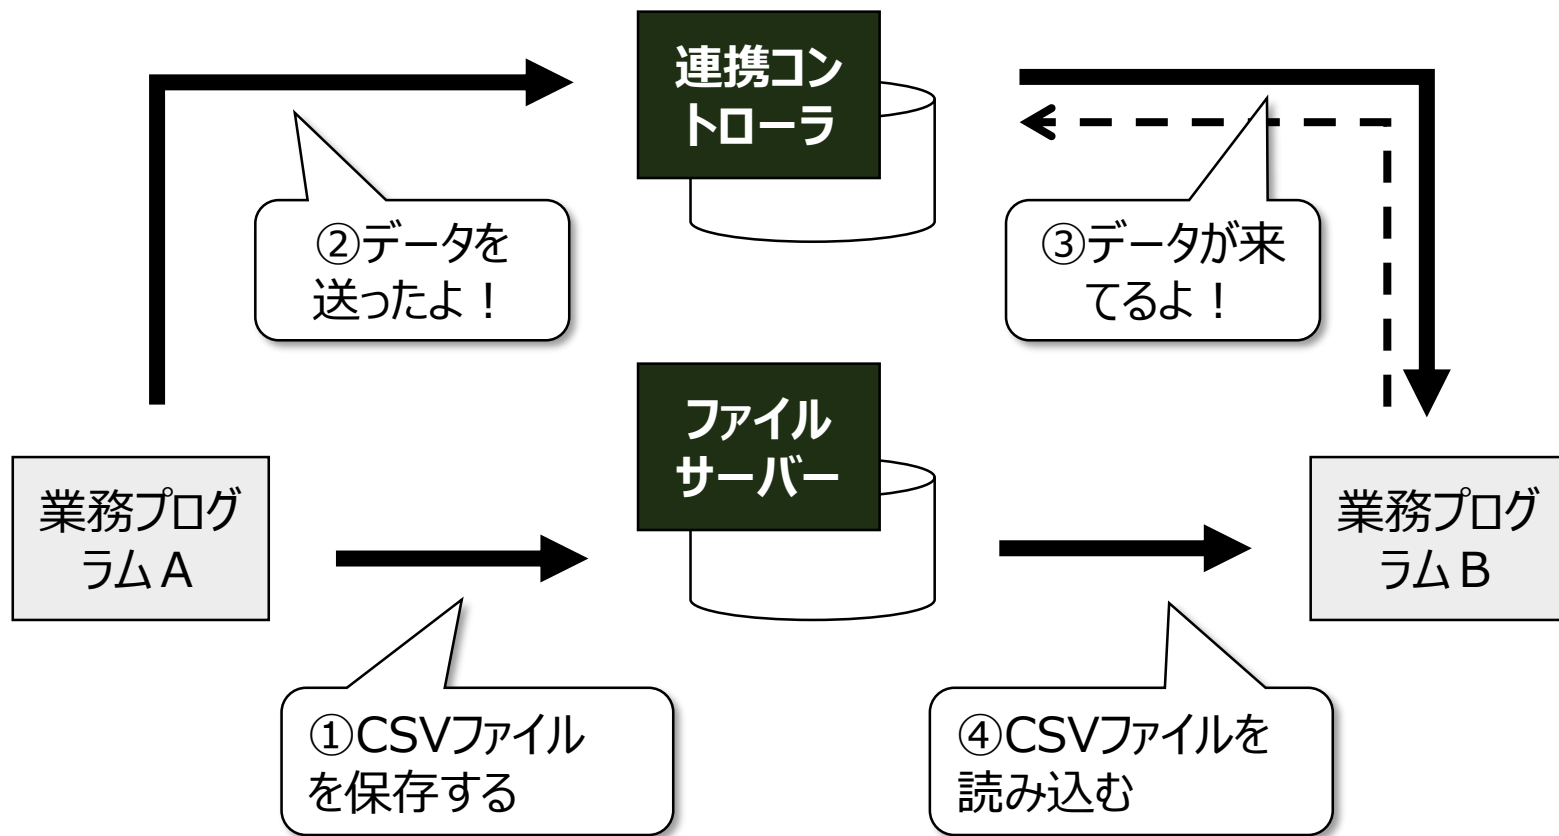 連携コン
トローラ
②データを
送ったよ！
③データが来
てるよ！
ファイル
サーバー
業務プログ
ラムA
業務プログ
ラムB
①CSVファイル
を保存する
④CSVファイルを
読み込む